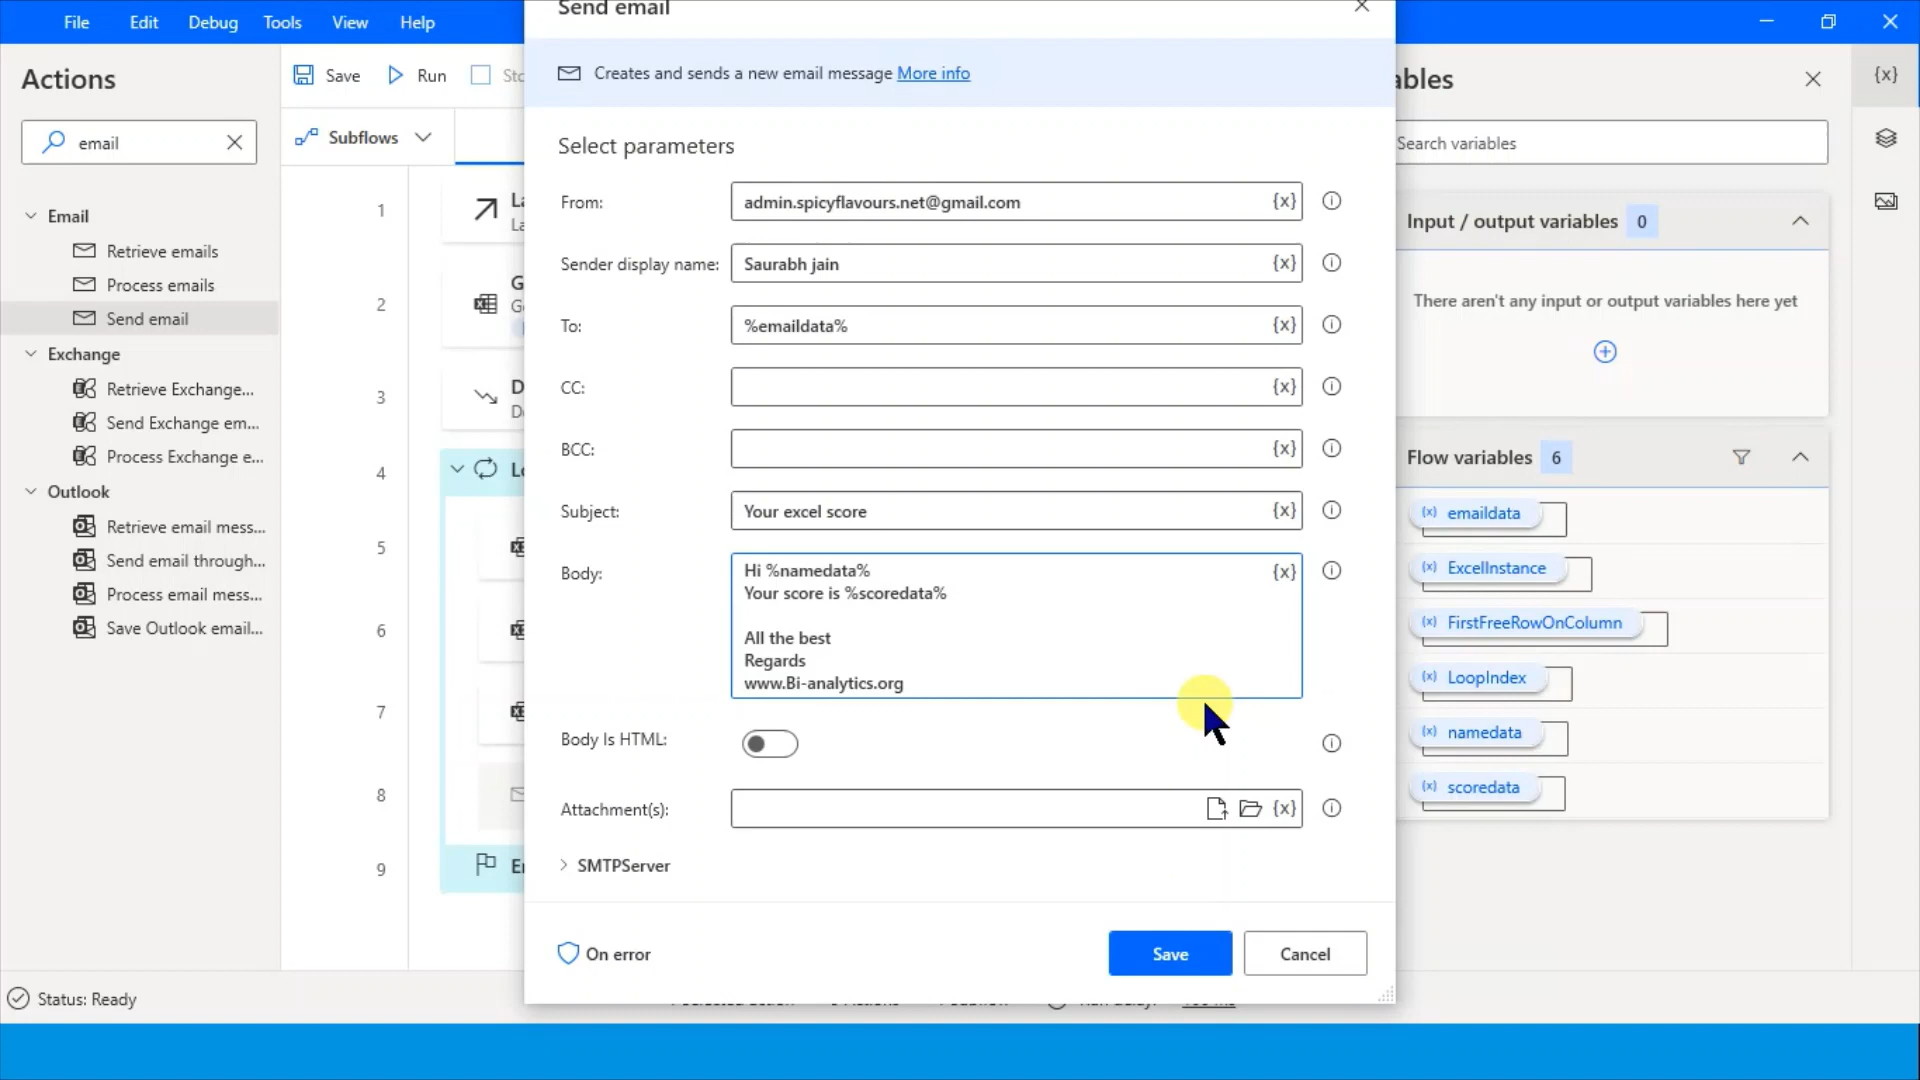 File Edit Debug Tools View Help
Send email
Actions
Save Run
email
Subflows
Creates and sends a new email message More info
Select parameters
From: admin.spicyflavours.net@gmail.com {x}
Sender display name: Saurabh jain {x}
To: %emaildata% {x}
CC: {x}
BCC: {x}
Subject: Your excel score {x}
Body: Hi %namedata% {x}
Your score is %scoredata%
All the best
Regards
www.Bi-analytics.org
Body Is HTML:
Attachment(s): {x}
SMTPServer
On error
Save Cancel
Email
Retrieve emails
Process emails
Send email
Exchange
Retrieve Exchange...
Send Exchange em...
Process Exchange e...
Outlook
Retrieve email mess...
Send email through...
Process email mess...
Save Outlook email...
1
2
3
4
5
6
7
8
9
{x}
Search variables
Input / output variables 0
There aren't any input or output variables here yet
Flow variables 6
(x) emaildata
(x) ExcelInstance
(x) FirstFreeRowOnColumn
(x) LoopIndex
(x) namedata
(x) scoredata
Status: Ready